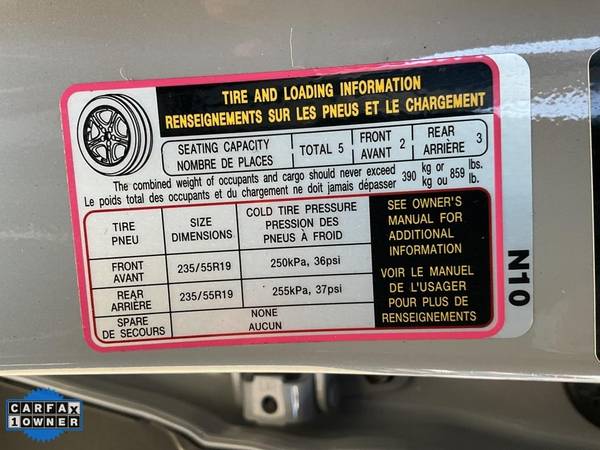 TIRE AND LOADING INFORMATION
RENSEIGNEMENTS SUR LES PNEUS ET LE CHARGEMENT
SEATING CAPACITY
NOMBRE DE PLACES
TOTAL 5
FRONT
AVANT 2
REAR
ARRIÈRE 3
The combined weight of occupants and cargo should never exceed 390 kg or 859 lbs.
Le poids total des occupants et du chargement ne doit jamais dépasser 390 kg ou 859 lb.
TIRE
PNEU
SIZE
DIMENSIONS
COLD TIRE PRESSURE
PRESSION DES
PNEUS À FROID
FRONT
AVANT
235/55R19
250kPa, 36psi
REAR
ARRIÈRE
235/55R19
255kPa, 37psi
SPARE
DE SECOURS
NONE
AUCUN
SEE OWNER'S
MANUAL FOR
ADDITIONAL
INFORMATION
VOIR LE MANUEL
DE L'USAGER
POUR PLUS DE
RENSEIGNEMENTS
N10
CARFAX
1 OWNER